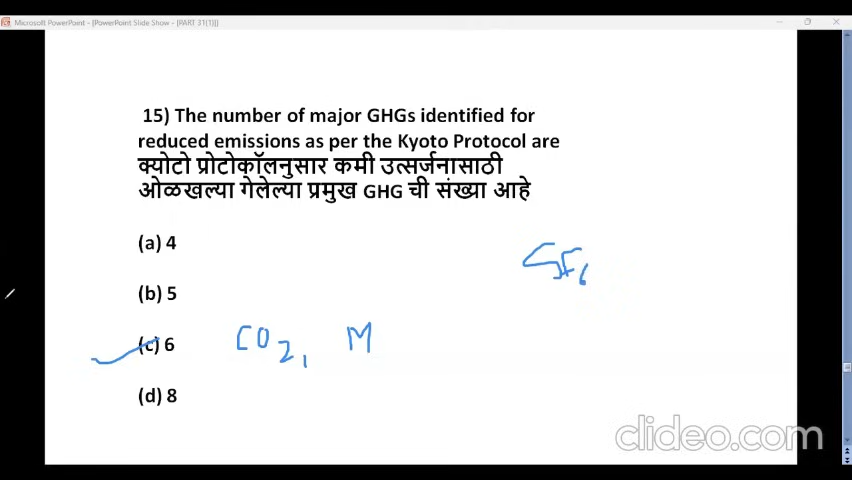 Microsoft PowerPoint - [PowerPoint Slide Show - [PART 31(1)]]
15) The number of major GHGs identified for
reduced emissions as per the Kyoto Protocol are
क्योटो प्रोटोकॉलनुसार कमी उत्सर्जनासाठी
ओळखल्या गेलेल्या प्रमुख GHG ची संख्या आहे
(a) 4
SF6
(b) 5
(c) 6 CO2, M
(d) 8
clideo.com